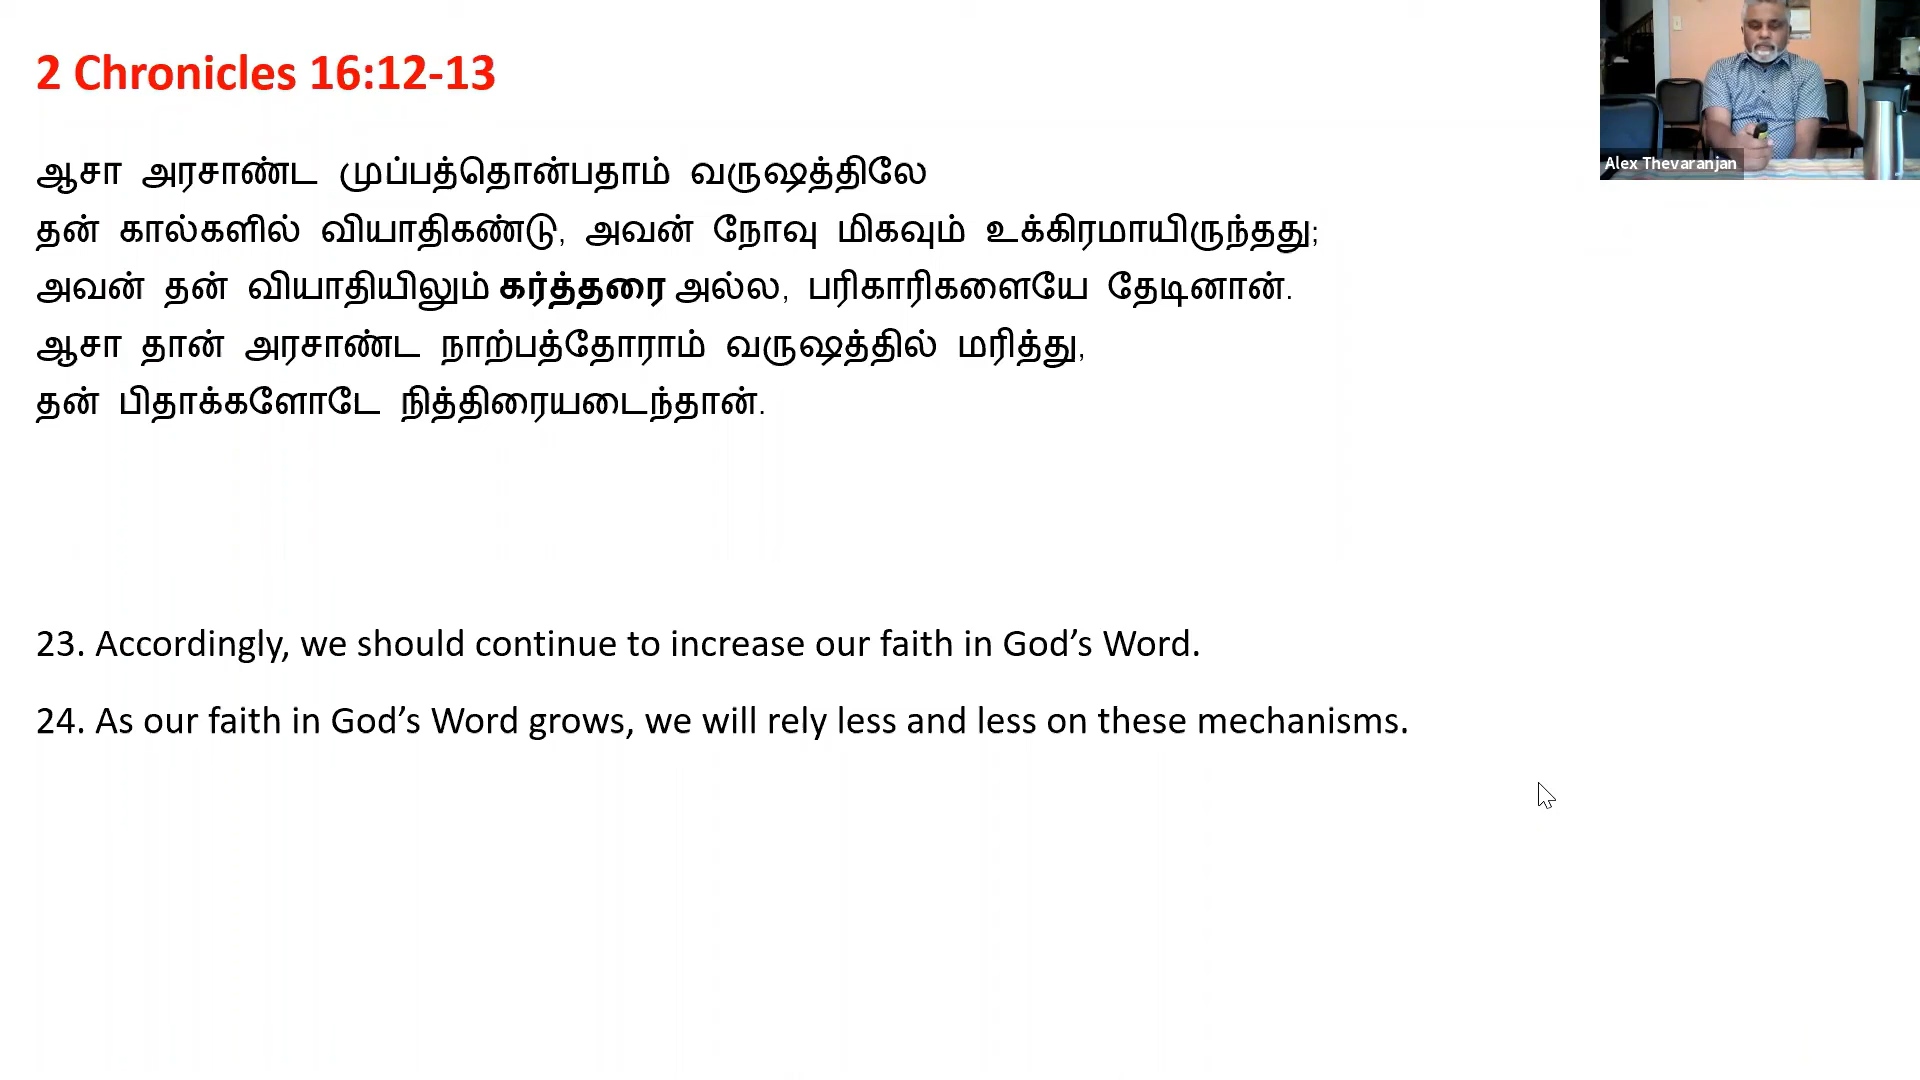 2 Chronicles 16:12-13
Alex Thevaranjan
ஆசா அரசாண்ட முப்பத்தொன்பதாம் வருஷத்திலே
தன் கால்களில் வியாதிகண்டு, அவன் நோவு மிகவும் உக்கிரமாயிருந்தது;
அவன் தன் வியாதியிலும் கர்த்தரை அல்ல, பரிகாரிகளையே தேடினான்.
ஆசா தான் அரசாண்ட நாற்பத்தோராம் வருஷத்தில் மரித்து,
தன் பிதாக்களோடே நித்திரையடைந்தான்.
23. Accordingly, we should continue to increase our faith in God’s Word.
24. As our faith in God’s Word grows, we will rely less and less on these mechanisms.